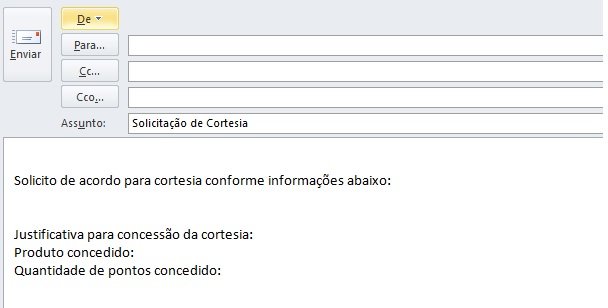 De
Enviar
Para...
Cc...
Cco...
Assunto:
Solicitação de Cortesia
Solicito de acordo para cortesia conforme informações abaixo:
Justificativa para concessão da cortesia:
Produto concedido:
Quantidade de pontos concedido: